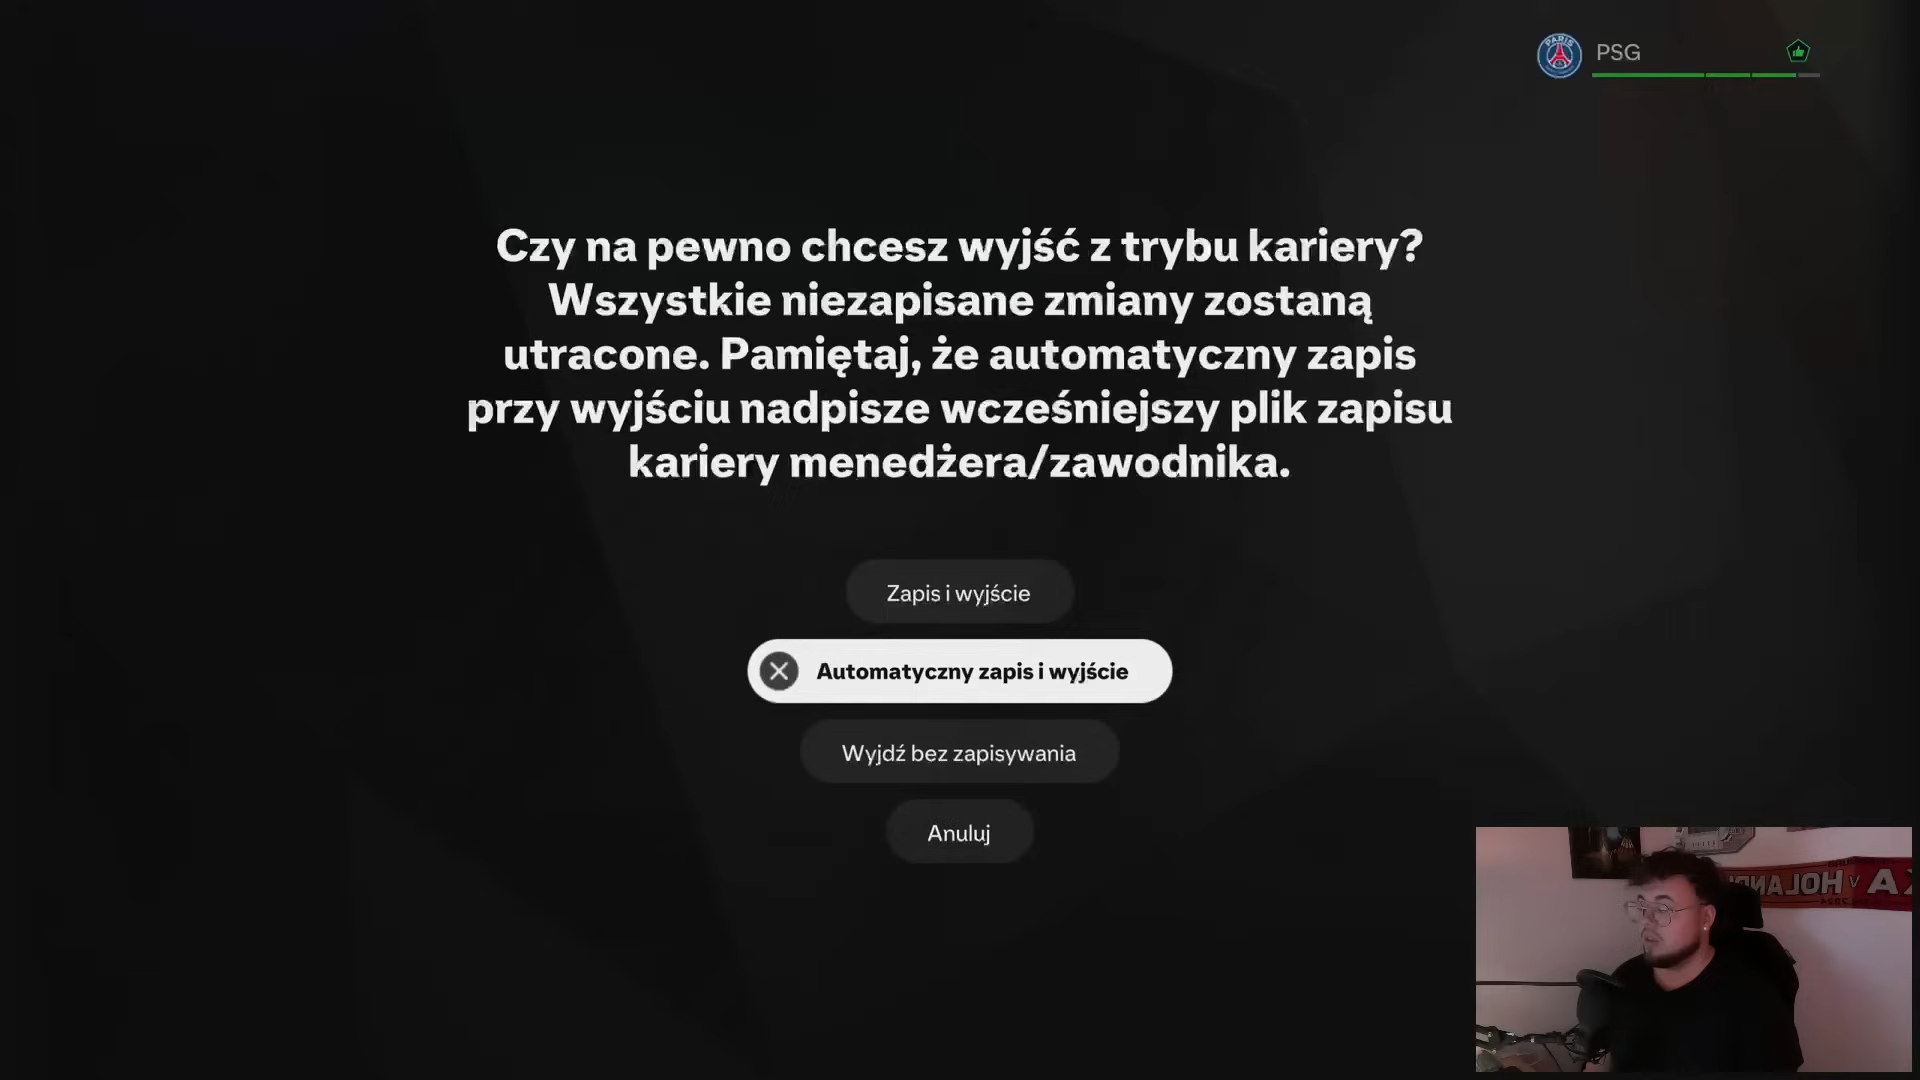 PARIS
PSG
Czy na pewno chcesz wyjść z trybu kariery?
Wszystkie niezapisane zmiany zostaną
utracone. Pamiętaj, że automatyczny zapis
przy wyjściu nadpisze wcześniejszy plik zapisu
kariery menedżera/zawodnika.
Zapis i wyjście
Automatyczny zapis i wyjście
Wyjdź bez zapisywania
Anuluj